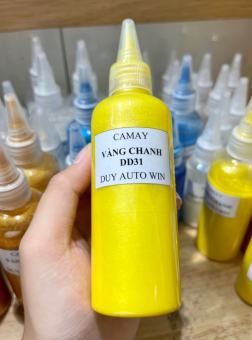 CAMAY
VÀNG CHANH
DD31
DUY AUTO WIN